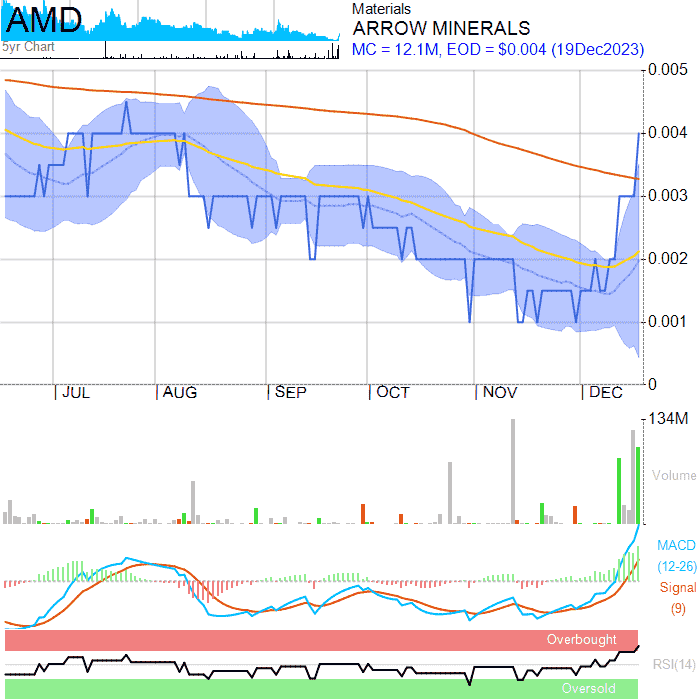 AMD
Materials
ARROW MINERALS
MC = 12.1M, EOD = $0.004 (19Dec2023)
5yr Chart
0.005
0.004
0.003
0.002
0.001
0
JUL AUG SEP OCT NOV DEC
134M
Volume
MACD
(12-26)
Signal
(9)
Overbought
RSI(14)
Oversold